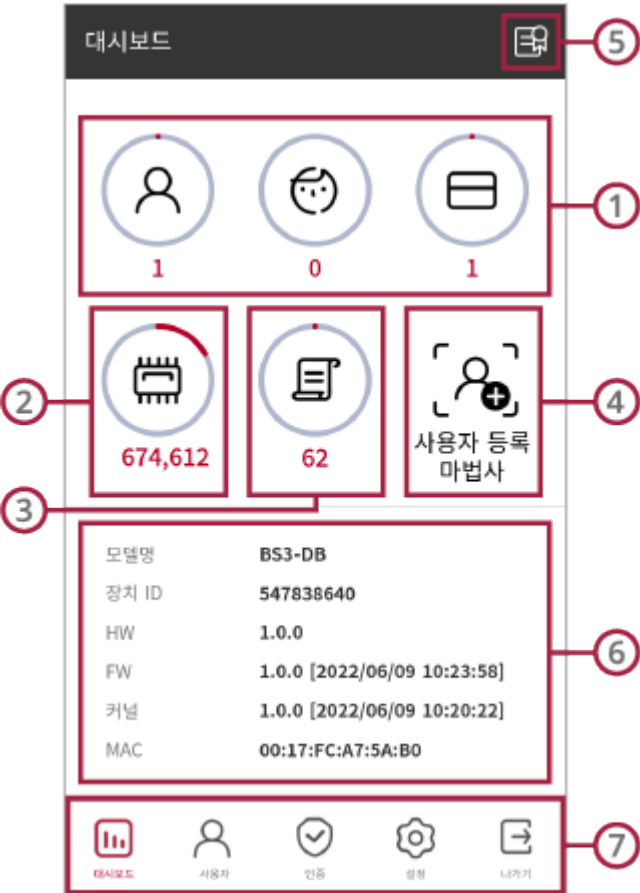 대시보드
5
1 0 1
1
2
674,612
62
사용자 등록
마법사
4
3
모델명 BS3-DB
장치 ID 547838640
HW 1.0.0
FW 1.0.0 [2022/06/09 10:23:58]
커널 1.0.0 [2022/06/09 10:20:22]
MAC 00:17:FC:A7:5A:B0
6
대시보드 사용자 인증 설정 나가기
7